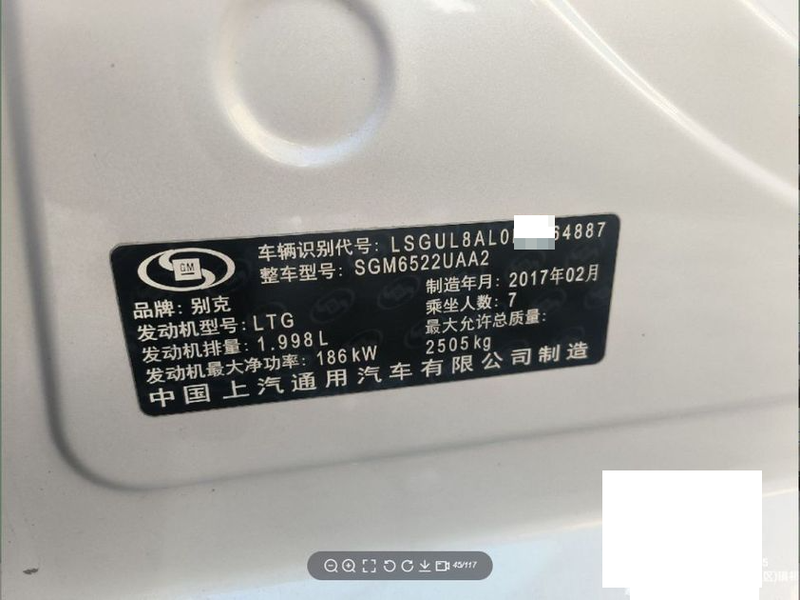 GM
车辆识别代号: LSGUL8AL0 64887
整车型号: SGM6522UAA2
制造年月: 2017年02月
品牌: 别克
乘坐人数: 7
发动机型号: LTG
最大允许总质量:
发动机排量: 1.998L
2505kg
发动机最大净功率: 186kW
中国上汽通用汽车有限公司制造
45/117